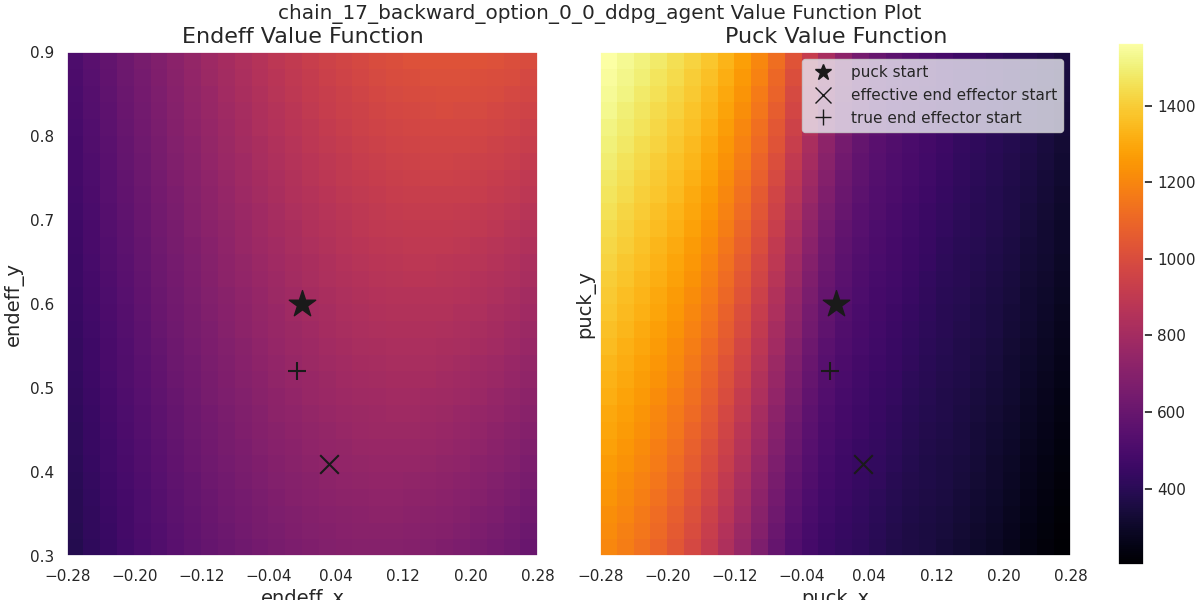 chain_17_backward_option_0_0_ddpg_agent Value Function Plot
Endeff Value Function
Puck Value Function
puck start
effective end effector start
true end effector start
0.9
0.8
0.7
0.6
0.5
0.4
0.3
endeff_y
−0.28 −0.20 −0.12 −0.04 0.04 0.12 0.20 0.28
endeff_x
puck_y
−0.28 −0.20 −0.12 −0.04 0.04 0.12 0.20 0.28
puck_x
1400
1200
1000
800
600
400